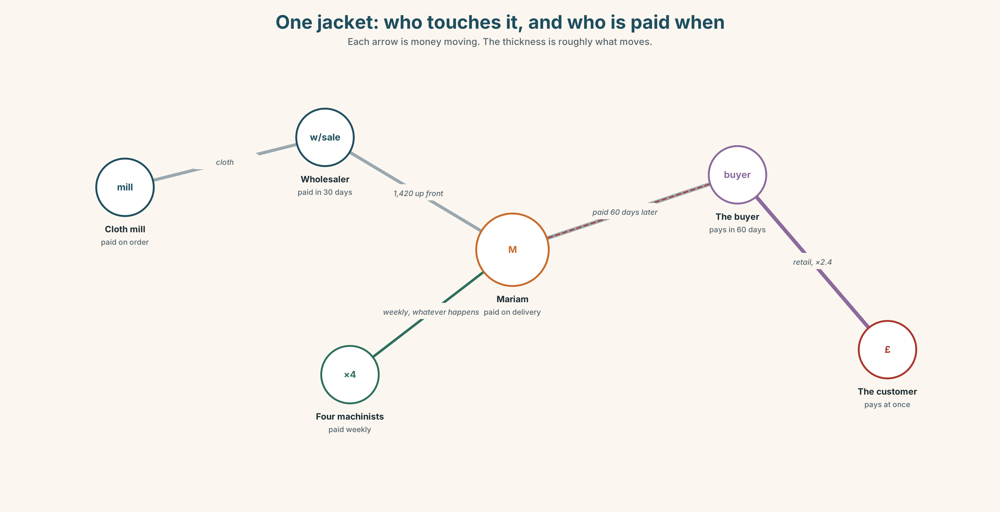 One jacket: who touches it, and who is paid when
Each arrow is money moving. The thickness is roughly what moves.
mill
Cloth mill
paid on order
cloth
w/sale
Wholesaler
paid in 30 days
1,420 up front
M
Mariam
paid on delivery
weekly, whatever happens
×4
Four machinists
paid weekly
paid 60 days later
buyer
The buyer
pays in 60 days
retail, ×2.4
£
The customer
pays at once